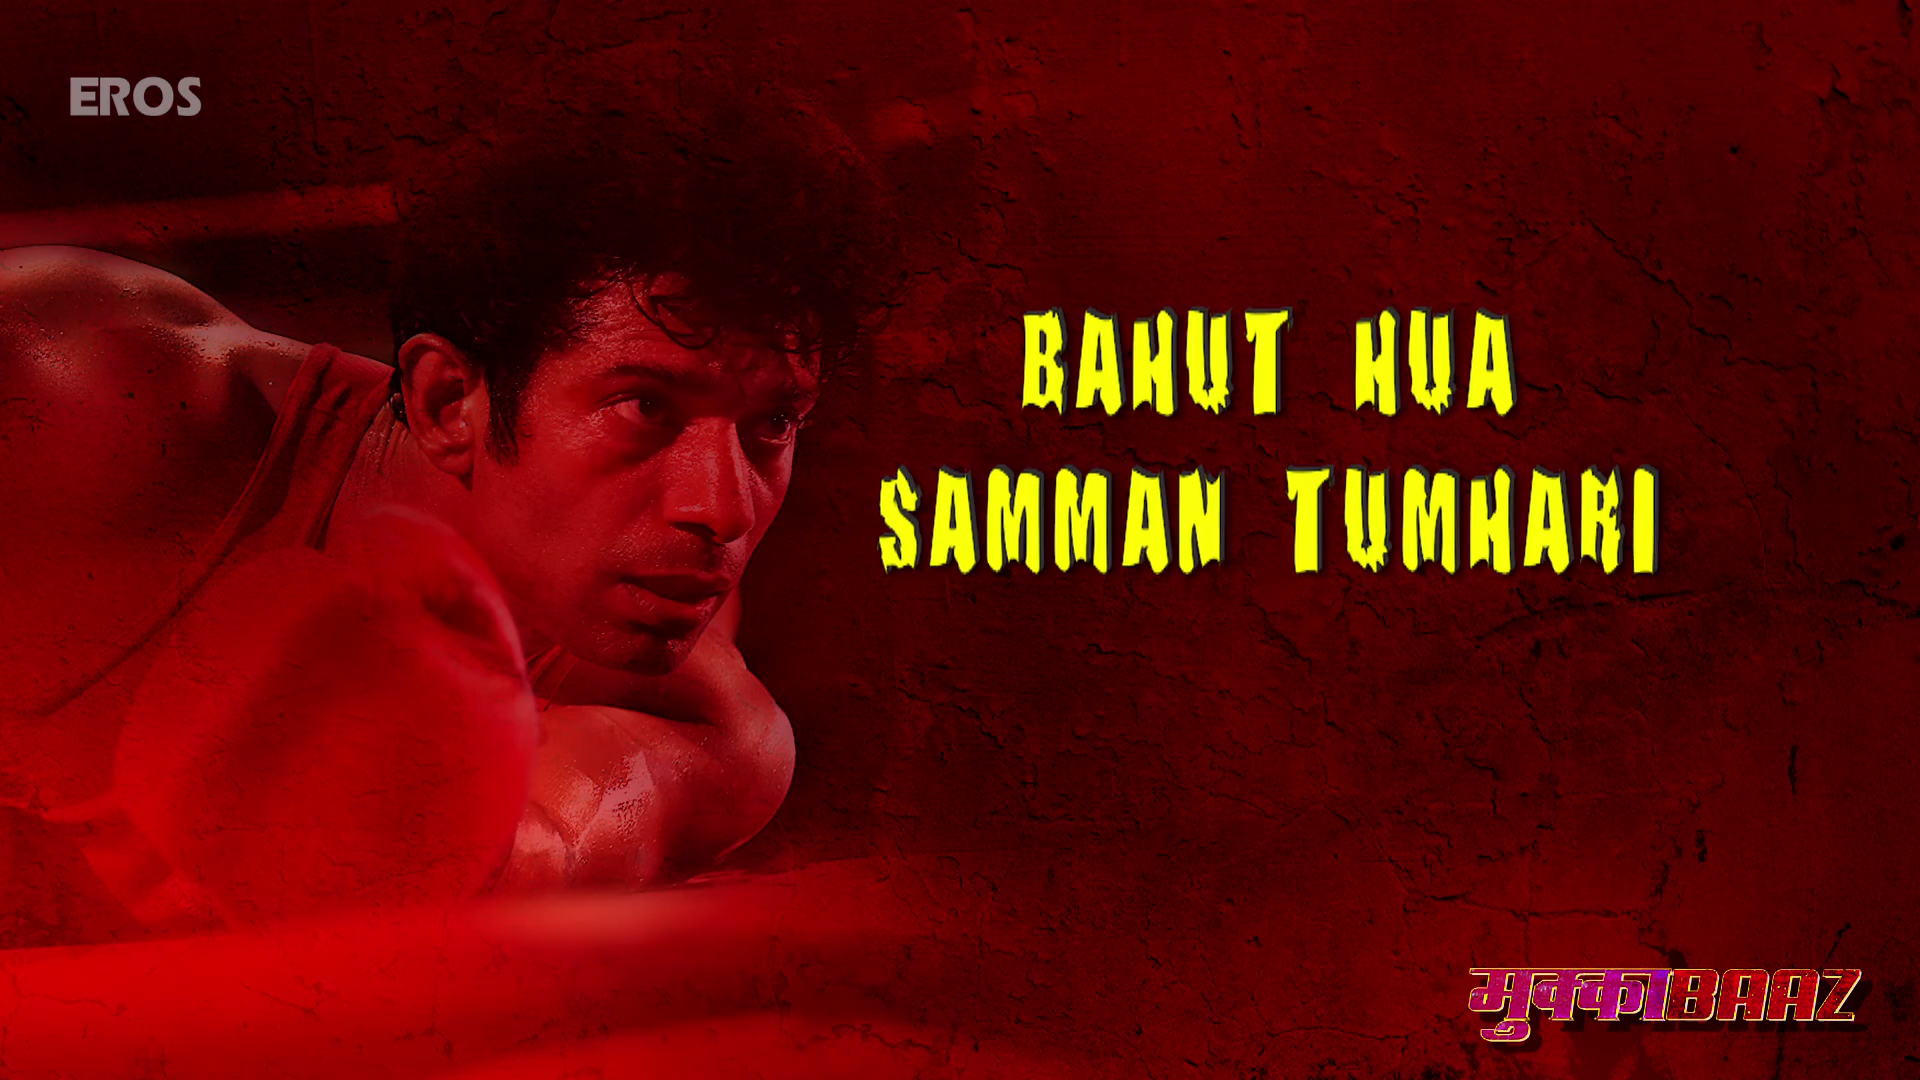 EROS
BAHUT HUA
SAMMAN TUMHARI
मुक्काBAAZ